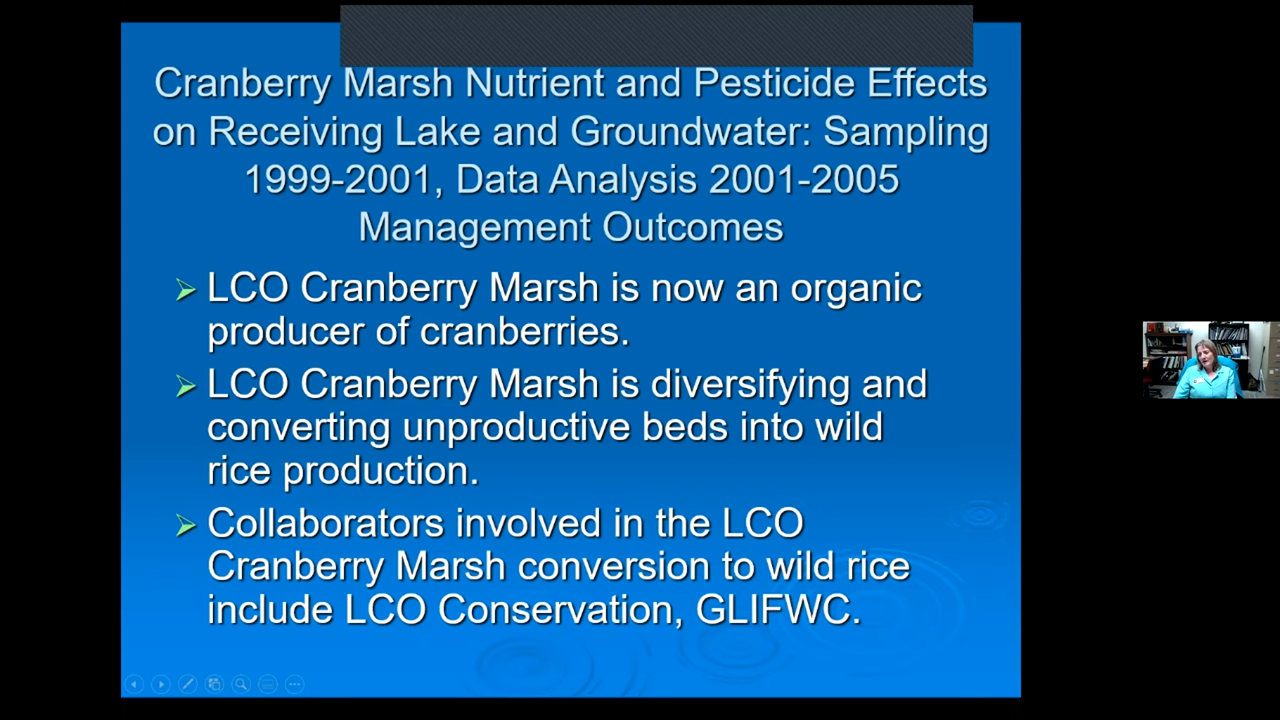 Cranberry Marsh Nutrient and Pesticide Effects
on Receiving Lake and Groundwater: Sampling
1999-2001, Data Analysis 2001-2005
Management Outcomes
LCO Cranberry Marsh is now an organic
producer of cranberries.
LCO Cranberry Marsh is diversifying and
converting unproductive beds into wild
rice production.
Collaborators involved in the LCO
Cranberry Marsh conversion to wild rice
include LCO Conservation, GLIFWC.